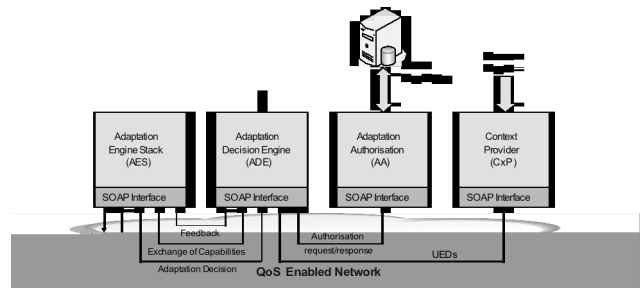 Adaptation
Engine Stack
(AES)
SOAP Interface
Adaptation
Decision Engine
(ADE)
SOAP Interface
Adaptation
Authorisation
(AA)
SOAP Interface
Context
Provider
(CxP)
SOAP Interface
Feedback
Exchange of Capabilities
Adaptation Decision
Authorisation
request/response
UEDs
QoS Enabled Network